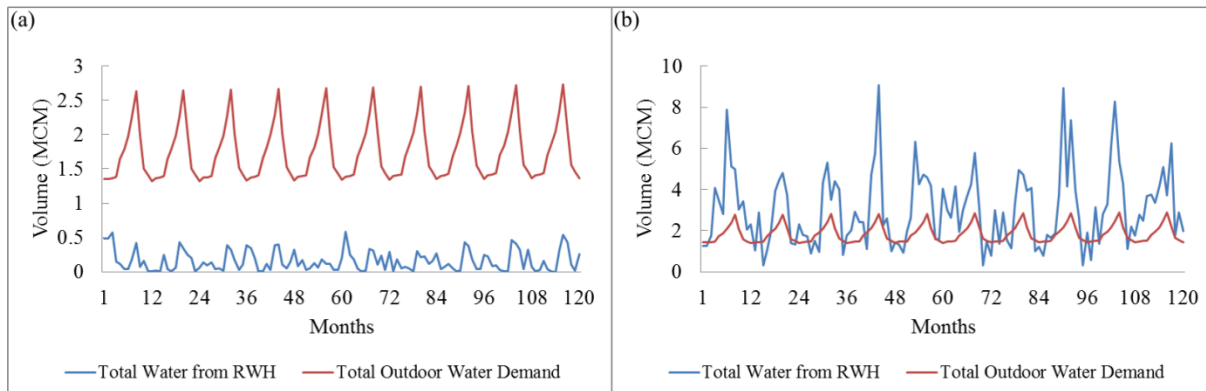 (a)
Volume (MCM)
3
2.5
2
1.5
1
0.5
0
1 12 24 36 48 60 72 84 96 108 120
Months
Total Water from RWH Total Outdoor Water Demand
(b)
Volume (MCM)
10
8
6
4
2
0
1 12 24 36 48 60 72 84 96 108 120
Months
Total Water from RWH Total Outdoor Water Demand